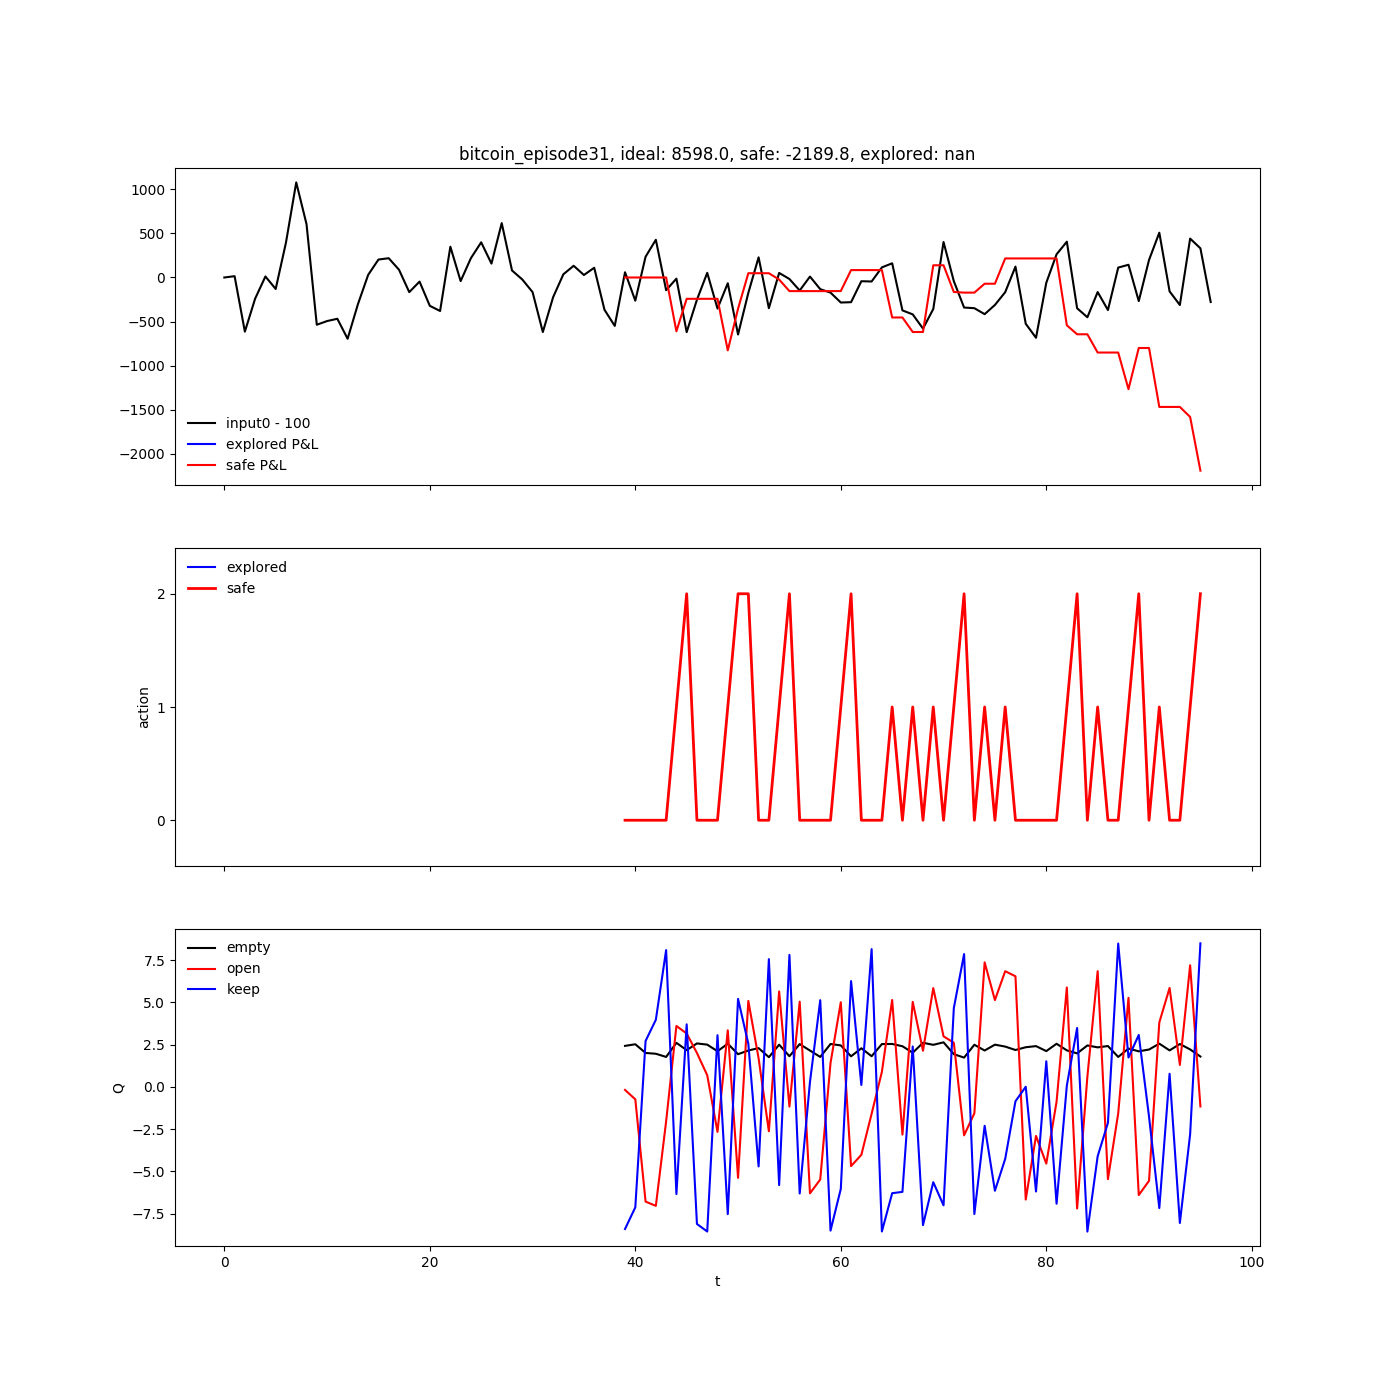 bitcoin_episode31, ideal: 8598.0, safe: -2189.8, explored: nan
1000
500
0
−500
−1000
−1500
−2000
input0 - 100
explored P&L
safe P&L
explored
safe
action
2
1
0
empty
open
keep
Q
7.5
5.0
2.5
0.0
−2.5
−5.0
−7.5
0 20 40 60 80 100
t